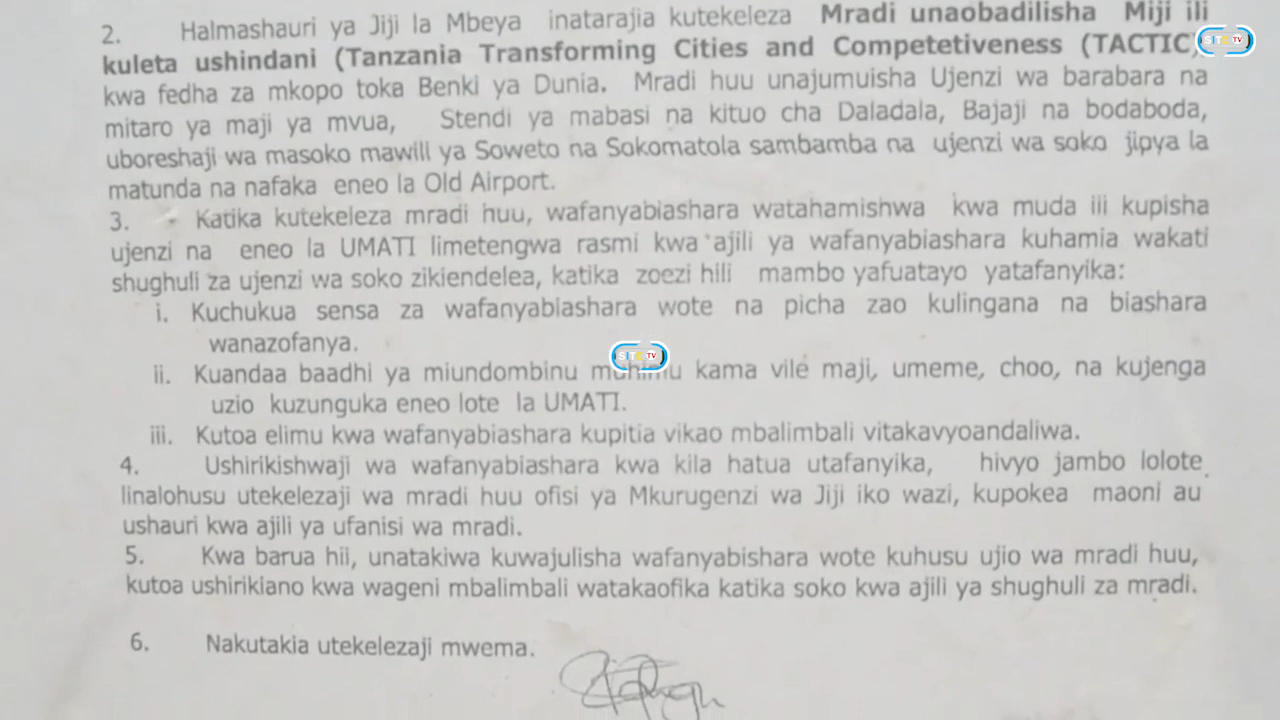 2. Halmashauri ya Jiji la Mbeya inatarajia kutekeleza Mradi unaobadilisha Miji ili
kuleta ushindani (Tanzania Transforming Cities and Competetiveness (TACTIC)
SITE TV
kwa fedha za mkopo toka Benki ya Dunia. Mradi huu unajumuisha Ujenzi wa barabara na
mitaro ya maji ya mvua, Stendi ya mabasi na kituo cha Daladala, Bajaji na bodaboda,
uboreshaji wa masoko mawili ya Soweto na Sokomatola sambamba na ujenzi wa soko jipya la
matunda na nafaka eneo la Old Airport.
3. Katika kutekeleza mradi huu, wafanyabiashara watahamishwa kwa muda iii kupisha
ujenzi na eneo la UMATI limetengwa rasmi kwa ajili ya wafanyabiashara kuhamia wakati
shughuli za ujenzi wa soko zikiendelea, katika zoezi hili mambo yafuatayo yatafanyika:
i. Kuchukua sensa za wafanyabiashara wote na picha zao kulingana na biashara
wanazofanya.
SITE TV
ii. Kuandaa baadhi ya miundombinu muhimu kama vile maji, umeme, choo, na kujenga
uzio kuzunguka eneo lote la UMATI.
iii. Kutoa elimu kwa wafanyabiashara kupitia vikao mbalimbali vitakavyoandaliwa.
4. Ushirikishwaji wa wafanyabiashara kwa kila hatua utafanyika, hivyo jambo lolote
linalohusu utekelezaji wa mradi huu ofisi ya Mkurugenzi wa Jiji iko wazi, kupokea maoni au
ushauri kwa ajili ya ufanisi wa mradi.
5. Kwa barua hii, unatakiwa kuwajulisha wafanyabishara wote kuhusu ujio wa mradi huu,
kutoa ushirikiano kwa wageni mbalimbali watakaofika katika soko kwa ajili ya shughuli za mradi.
6. Nakutakia utekelezaji mwema.